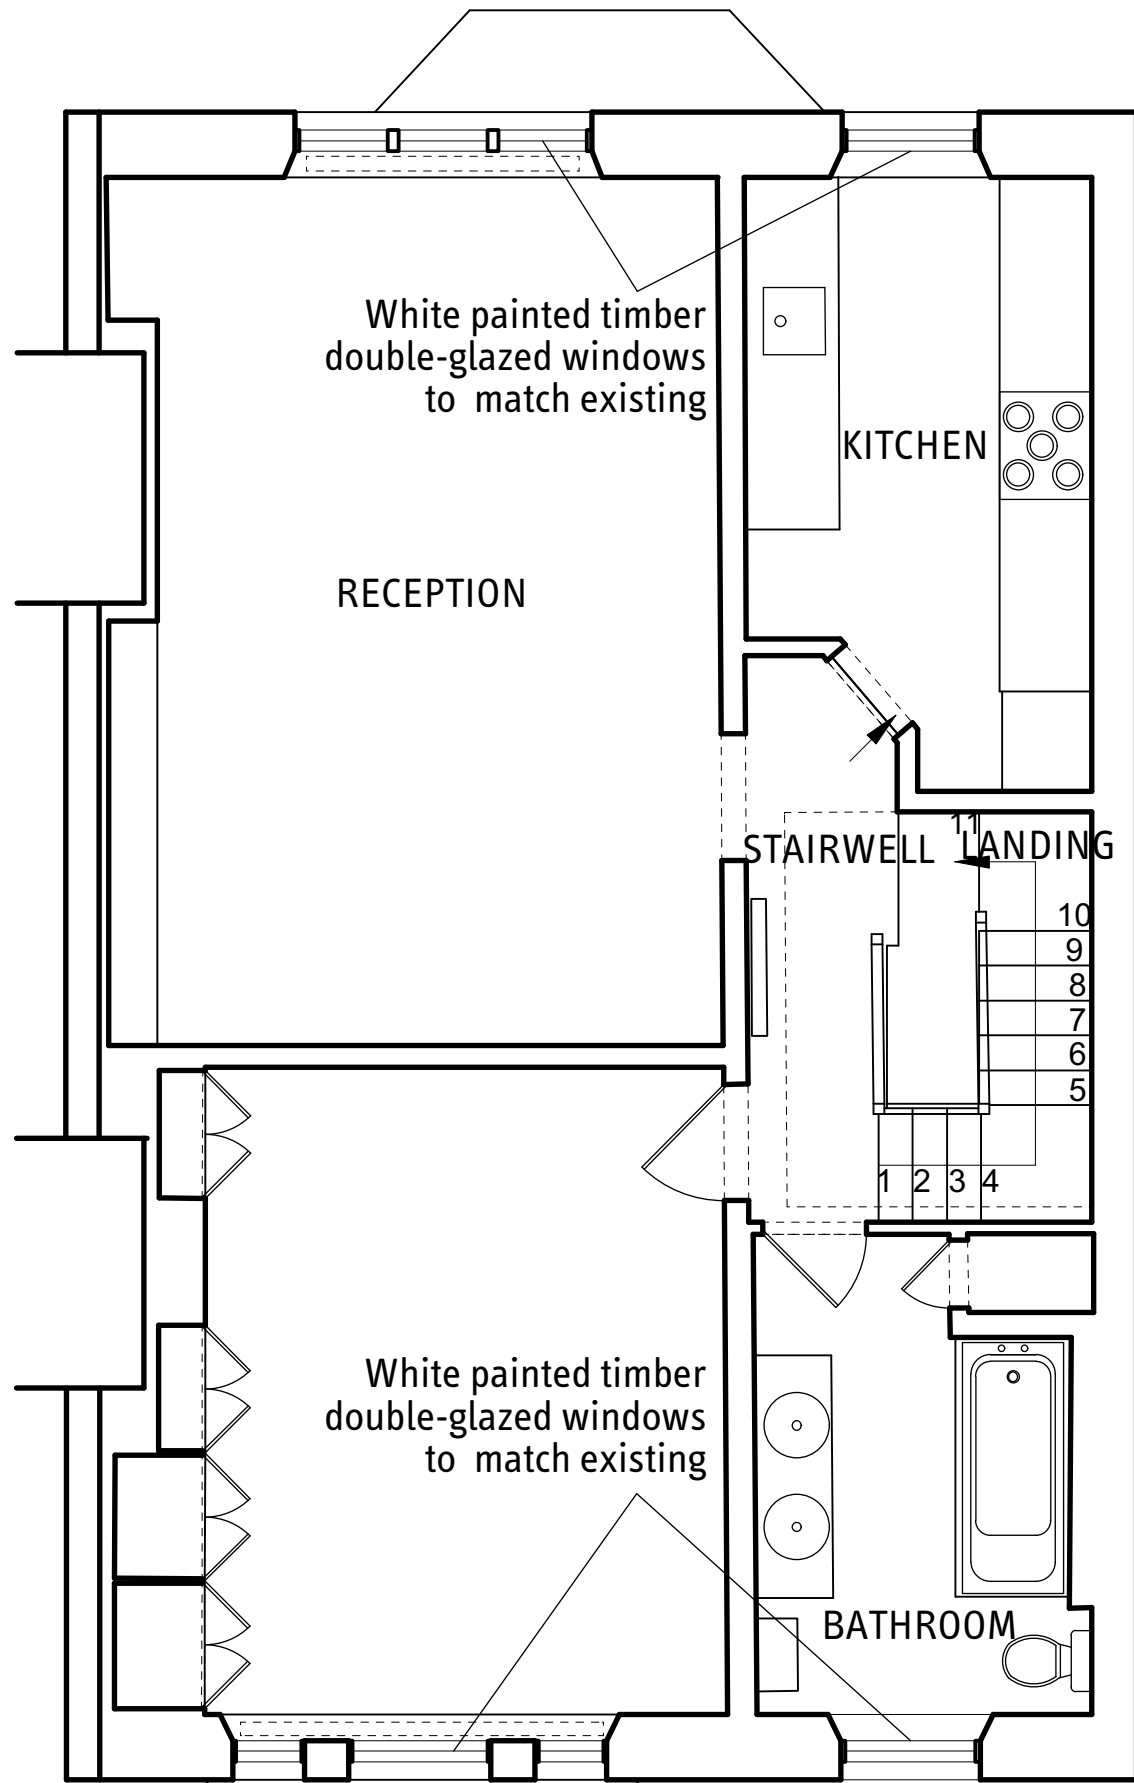 White painted timber
double-glazed windows
to match existing
KITCHEN
RECEPTION
11
STAIRWELL LANDING
10
9
8
7
6
5
1 2 3 4
White painted timber
double-glazed windows
to match existing
BATHROOM